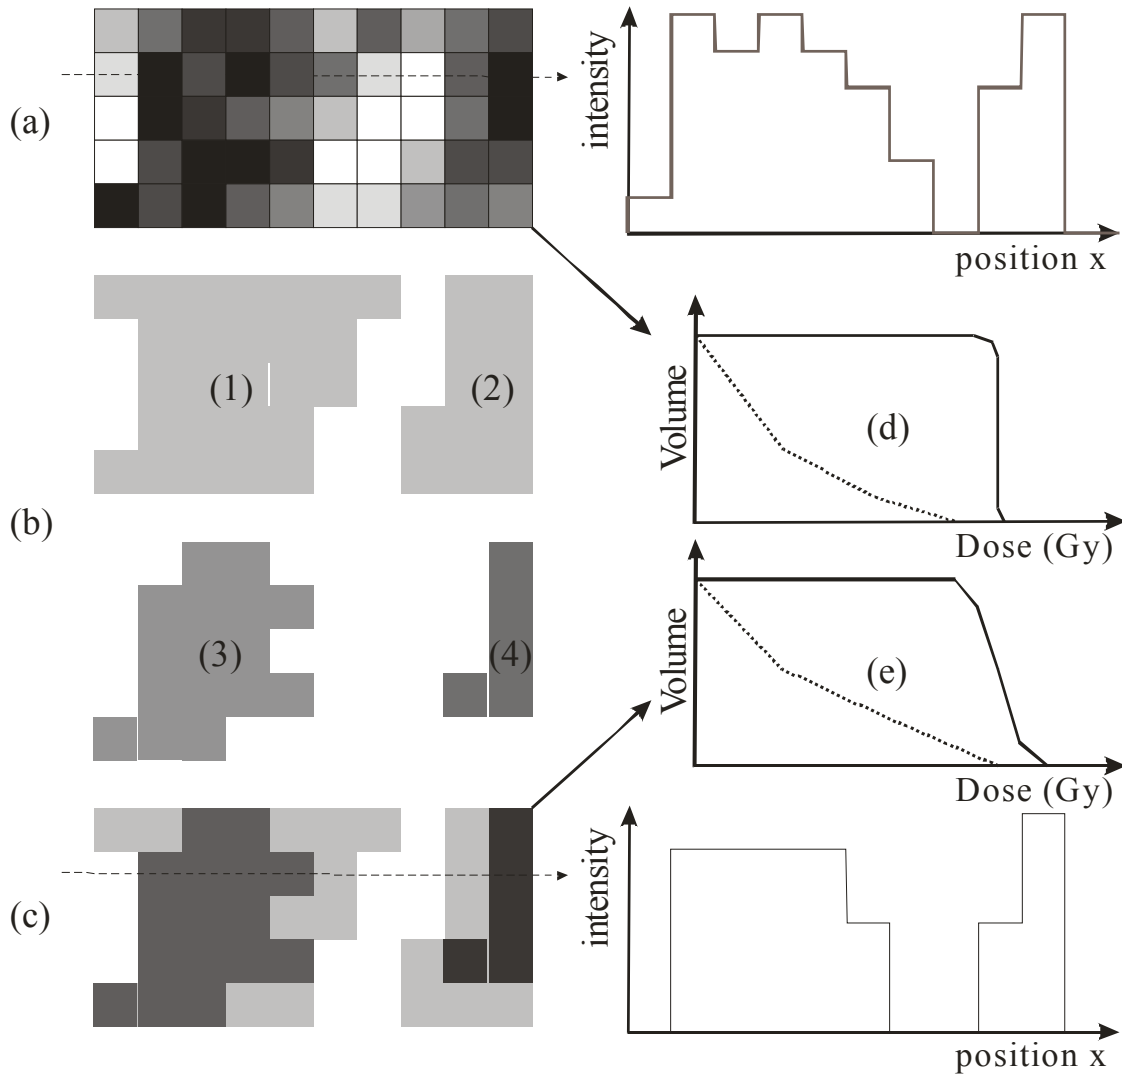 (a)
intensity
position x
(1)
(2)
Volume
(d)
Dose (Gy)
(b)
(3)
(4)
Volume
(e)
Dose (Gy)
(c)
intensity
position x